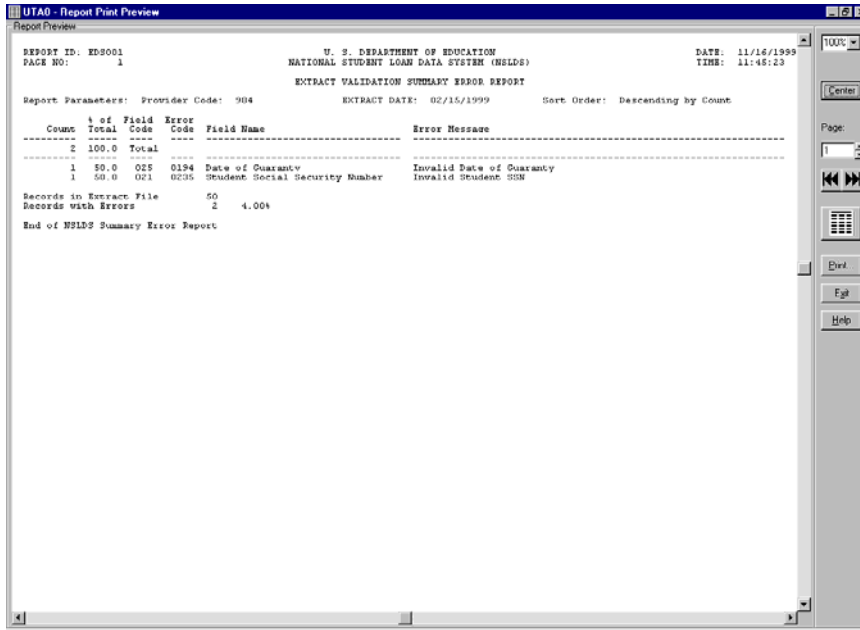 UTA0 - Report Print Preview
Report Preview
REPORT ID: EDS001 U. S. DEPARTMENT OF EDUCATION DATE: 11/16/1999
PAGE NO: 1 NATIONAL STUDENT LOAN DATA SYSTEM (NSLDS) TIME: 11:45:23
EXTRACT VALIDATION SUMMARY ERROR REPORT
Report Parameters: Provider Code: 984 EXTRACT DATE: 02/15/1999 Sort Order: Descending by Count
% of Field Error
Count Total Code Code Field Name Error Message
2 100.0 Total
1 50.0 025 0194 Date of Guaranty Invalid Date of Guaranty
1 50.0 021 0235 Student Social Security Number Invalid Student SSN
Records in Extract File 50
Records with Errors 2 4.00%
End of NSLDS Summary Error Report
100%
Center
Page:
1
Print
Exit
Help